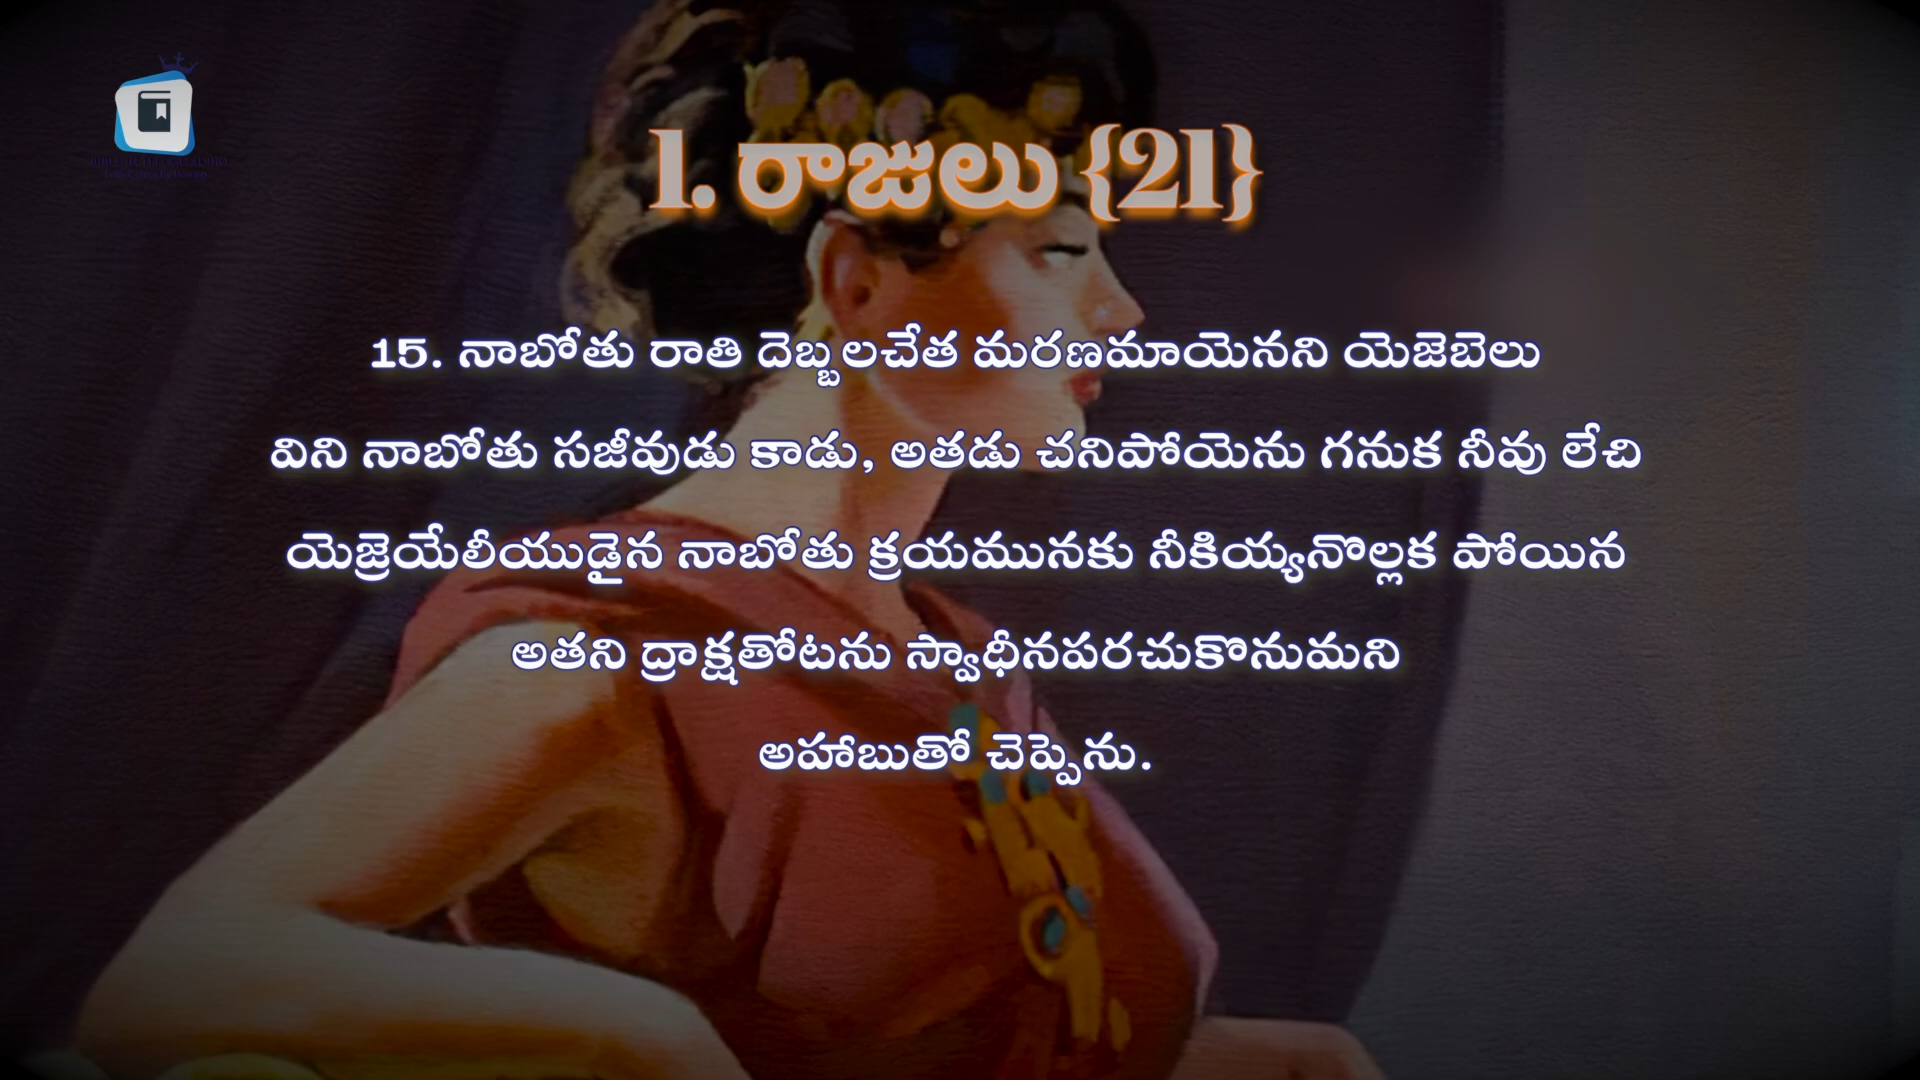 1. రాజులు {21}
15. నాబోతు రాతి దెబ్బలచేత మరణమాయెనని యెజెబెలు
విని నాబోతు సజీవుడు కాడు, అతడు చనిపోయెను గనుక నీవు లేచి
యెజ్రెయేలీయుడైన నాబోతు క్రయమునకు నీకియ్యనొల్లక పోయిన
అతని ద్రాక్షతోటను స్వాధీనపరచుకొనుమని
అహాబుతో చెప్పెను.